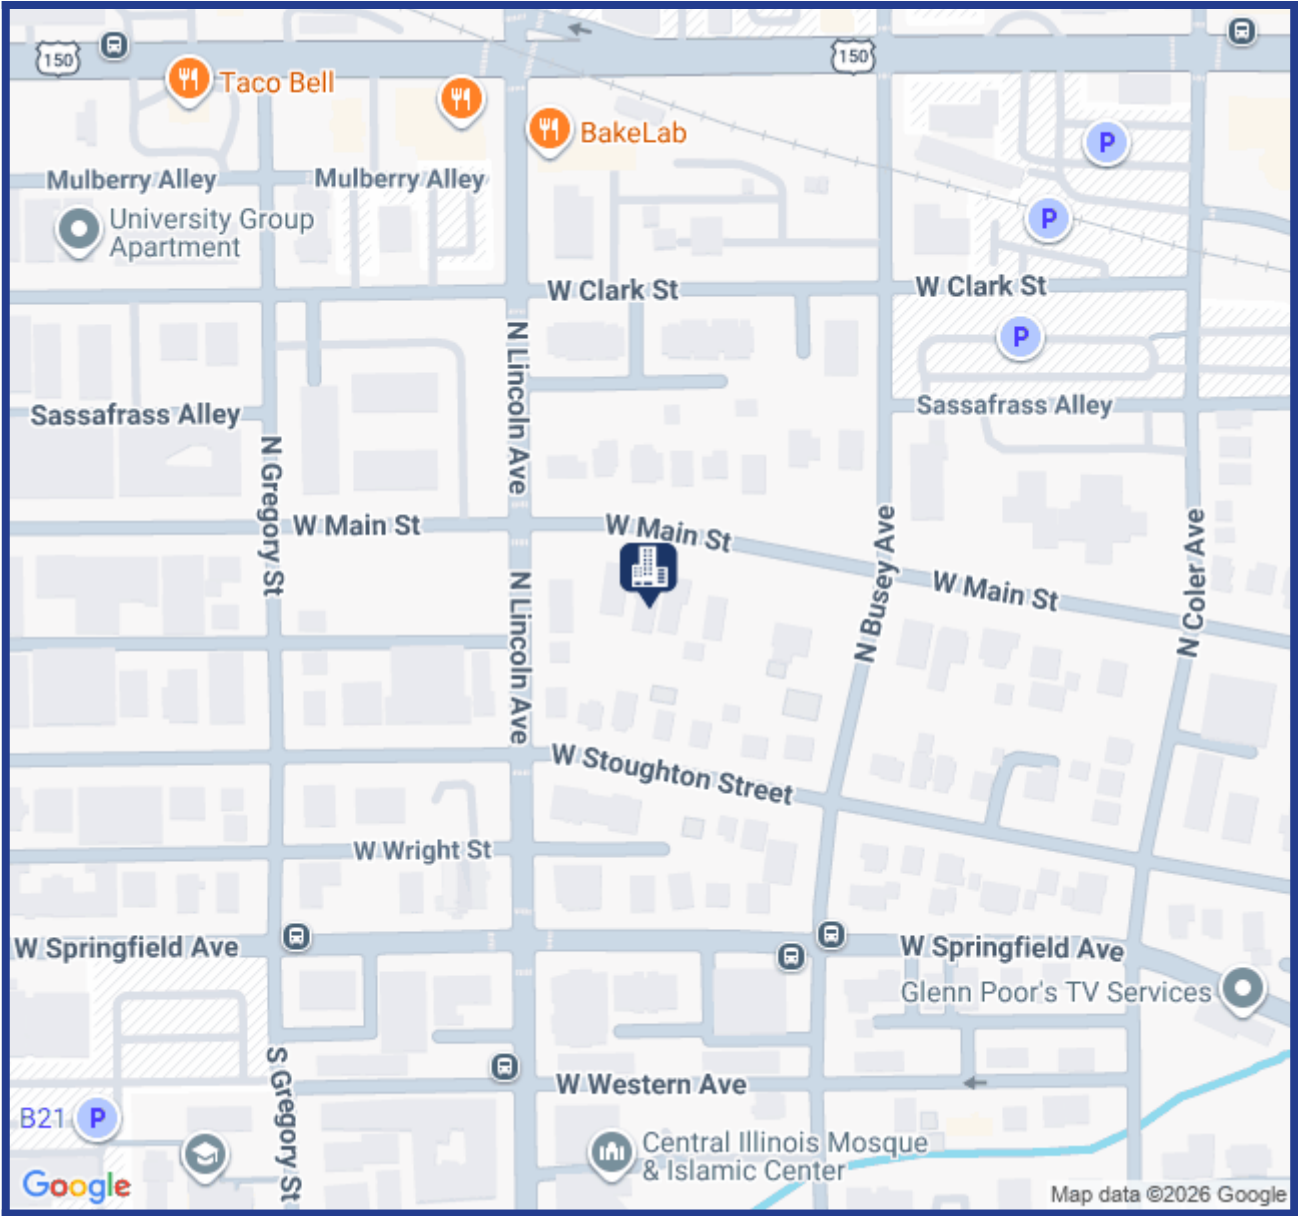 150
150
Taco Bell
BakeLab
P
Mulberry Alley
Mulberry Alley
P
University Group
Apartment
W Clark St
W Clark St
P
N Lincoln Ave
Sassafrass Alley
Sassafrass Alley
N Gregory St
W Main St
W Main St
N Busey Ave
N Coler Ave
W Main St
N Lincoln Ave
W Stoughton Street
W Wright St
W Springfield Ave
W Springfield Ave
Glenn Poor's TV Services
S Gregory St
W Western Ave
B21
P
Central Illinois Mosque
& Islamic Center
Google
Map data ©2026 Google